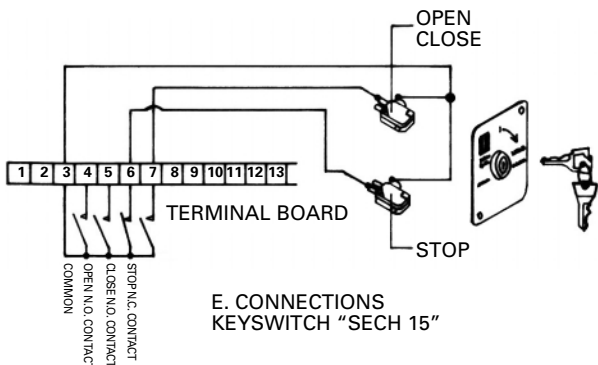 OPEN
CLOSE
1 2 3 4 5 6 7 8 9 10 11 12 13
TERMINAL BOARD
STOP
COMMON
OPEN N.O. CONTACT
CLOSE N.O. CONTACT
STOP N.C. CONTACT
E. CONNECTIONS
KEYSWITCH “SECH 15”